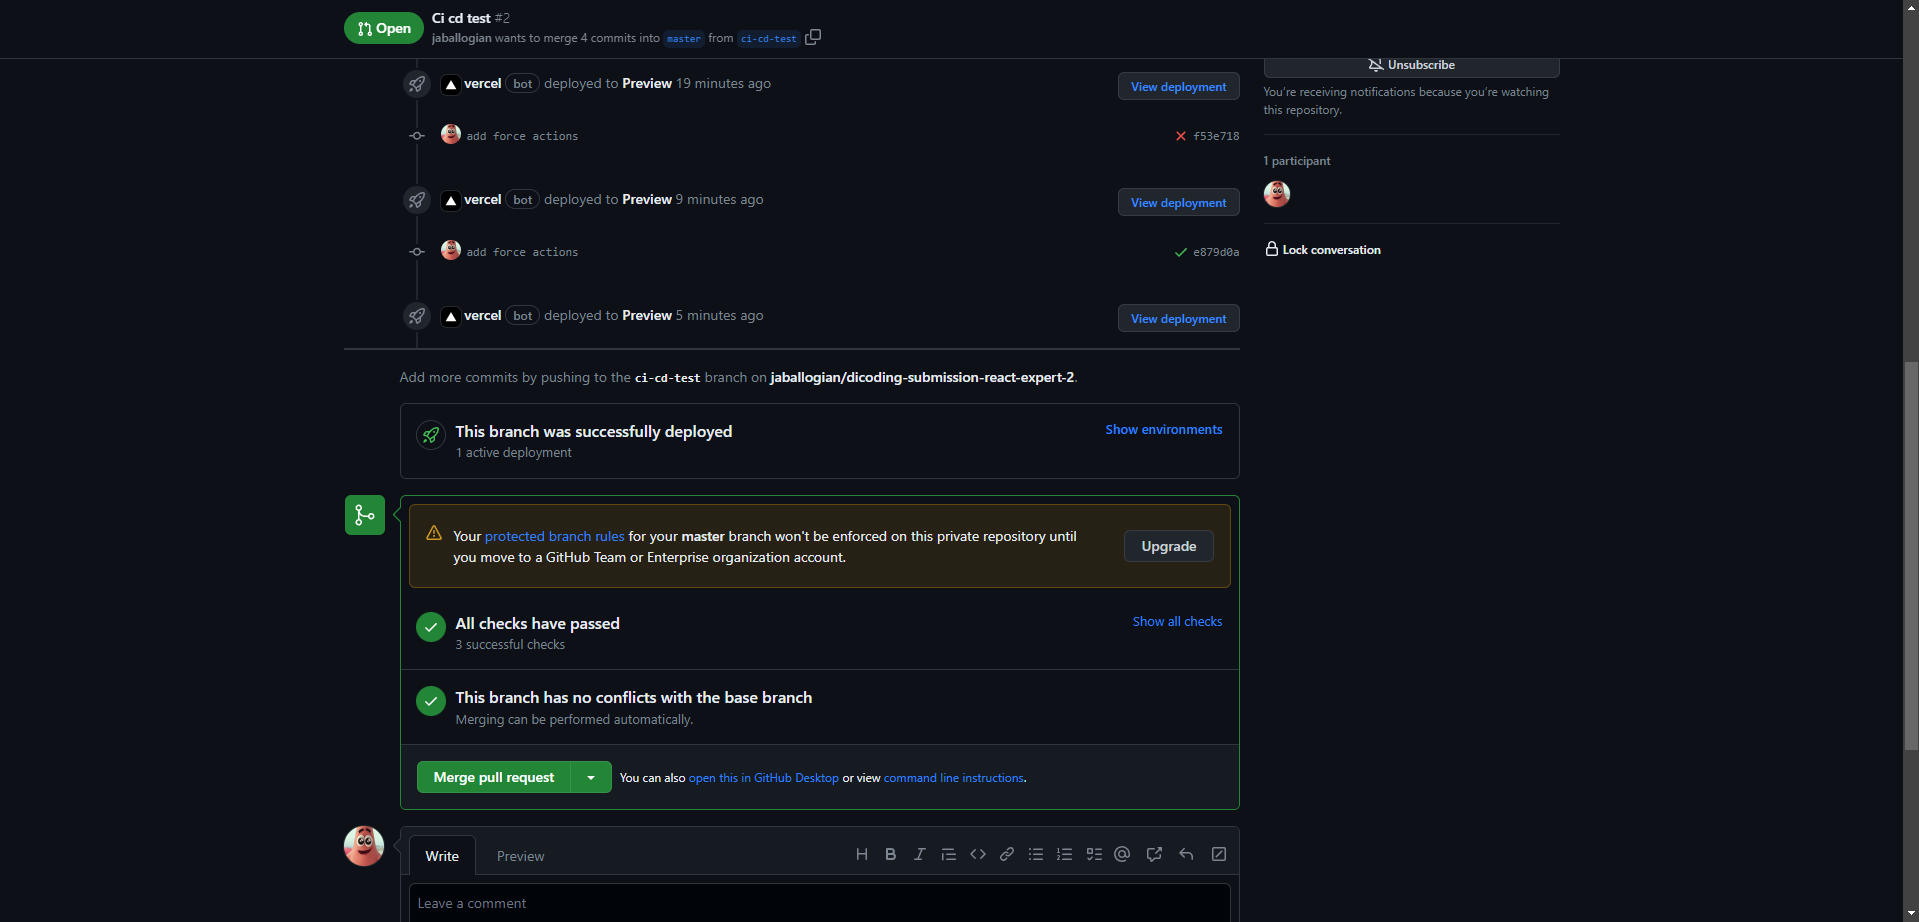 Open
Ci cd test #2
jaballogian wants to merge 4 commits into master from ci-cd-test
vercel bot deployed to Preview 19 minutes ago
View deployment
add force actions
f53e718
vercel bot deployed to Preview 9 minutes ago
View deployment
add force actions
e879d0a
vercel bot deployed to Preview 5 minutes ago
View deployment
Unsubscribe
You're receiving notifications because you're watching
this repository.
1 participant
Lock conversation
Add more commits by pushing to the ci-cd-test branch on jaballogian/dicoding-submission-react-expert-2.
This branch was successfully deployed
1 active deployment
Show environments
Your protected branch rules for your master branch won't be enforced on this private repository until
you move to a GitHub Team or Enterprise organization account.
Upgrade
All checks have passed
3 successful checks
Show all checks
This branch has no conflicts with the base branch
Merging can be performed automatically.
Merge pull request
You can also open this in GitHub Desktop or view command line instructions.
Write
Preview
Leave a comment